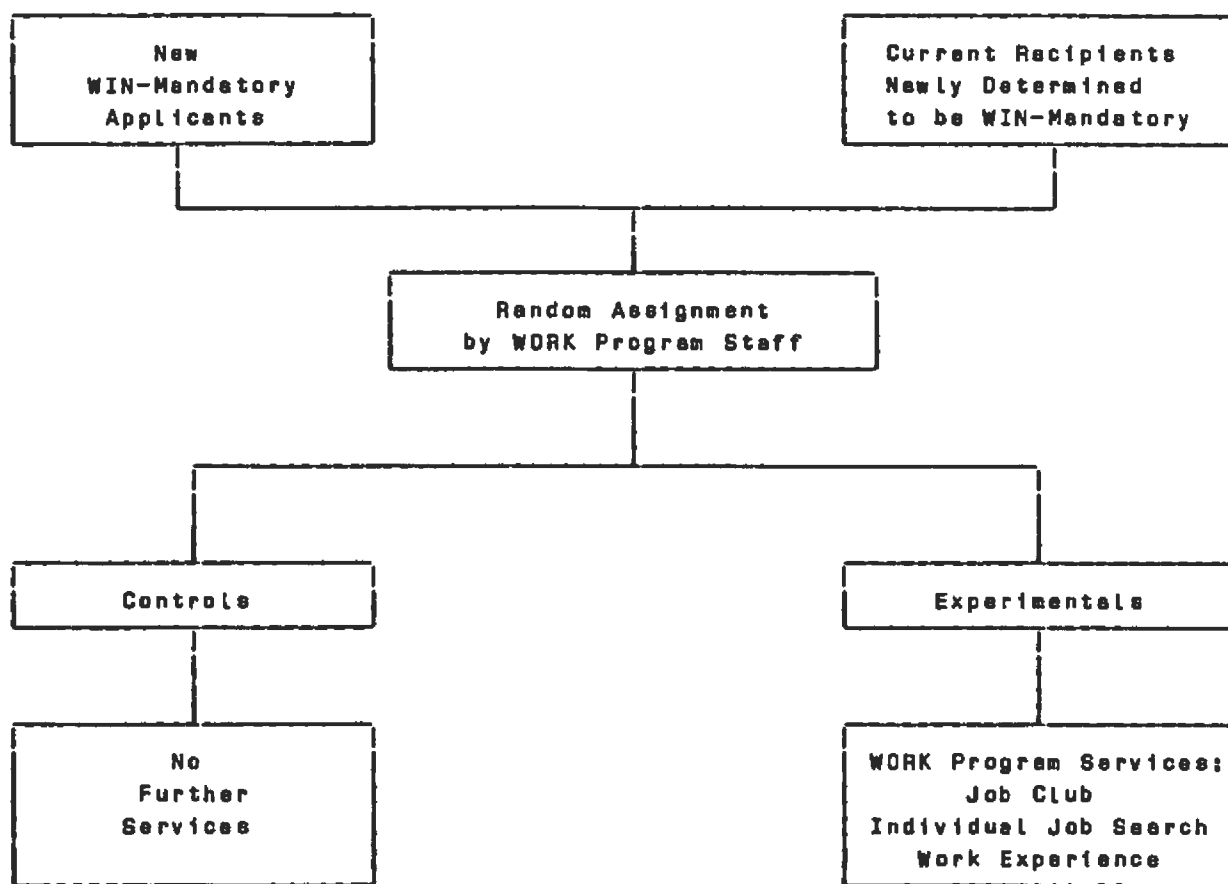 New
WIN-Mandatory
Applicants
Current Recipients
Newly Determined
to be WIN-Mandatory
Random Assignment
by WORK Program Staff
Controls
Experimentals
No
Further
Services
WORK Program Services:
Job Club
Individual Job Search
Work Experience